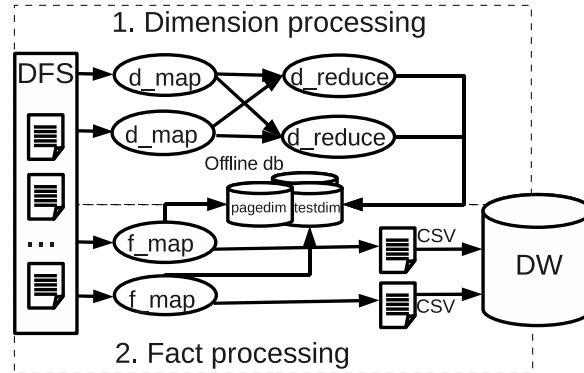 1. Dimension processing
DFS
d_map
d_reduce
d_map
d_reduce
Offline db
pagedim
testdim
...
f_map
CSV
DW
f_map
CSV
2. Fact processing